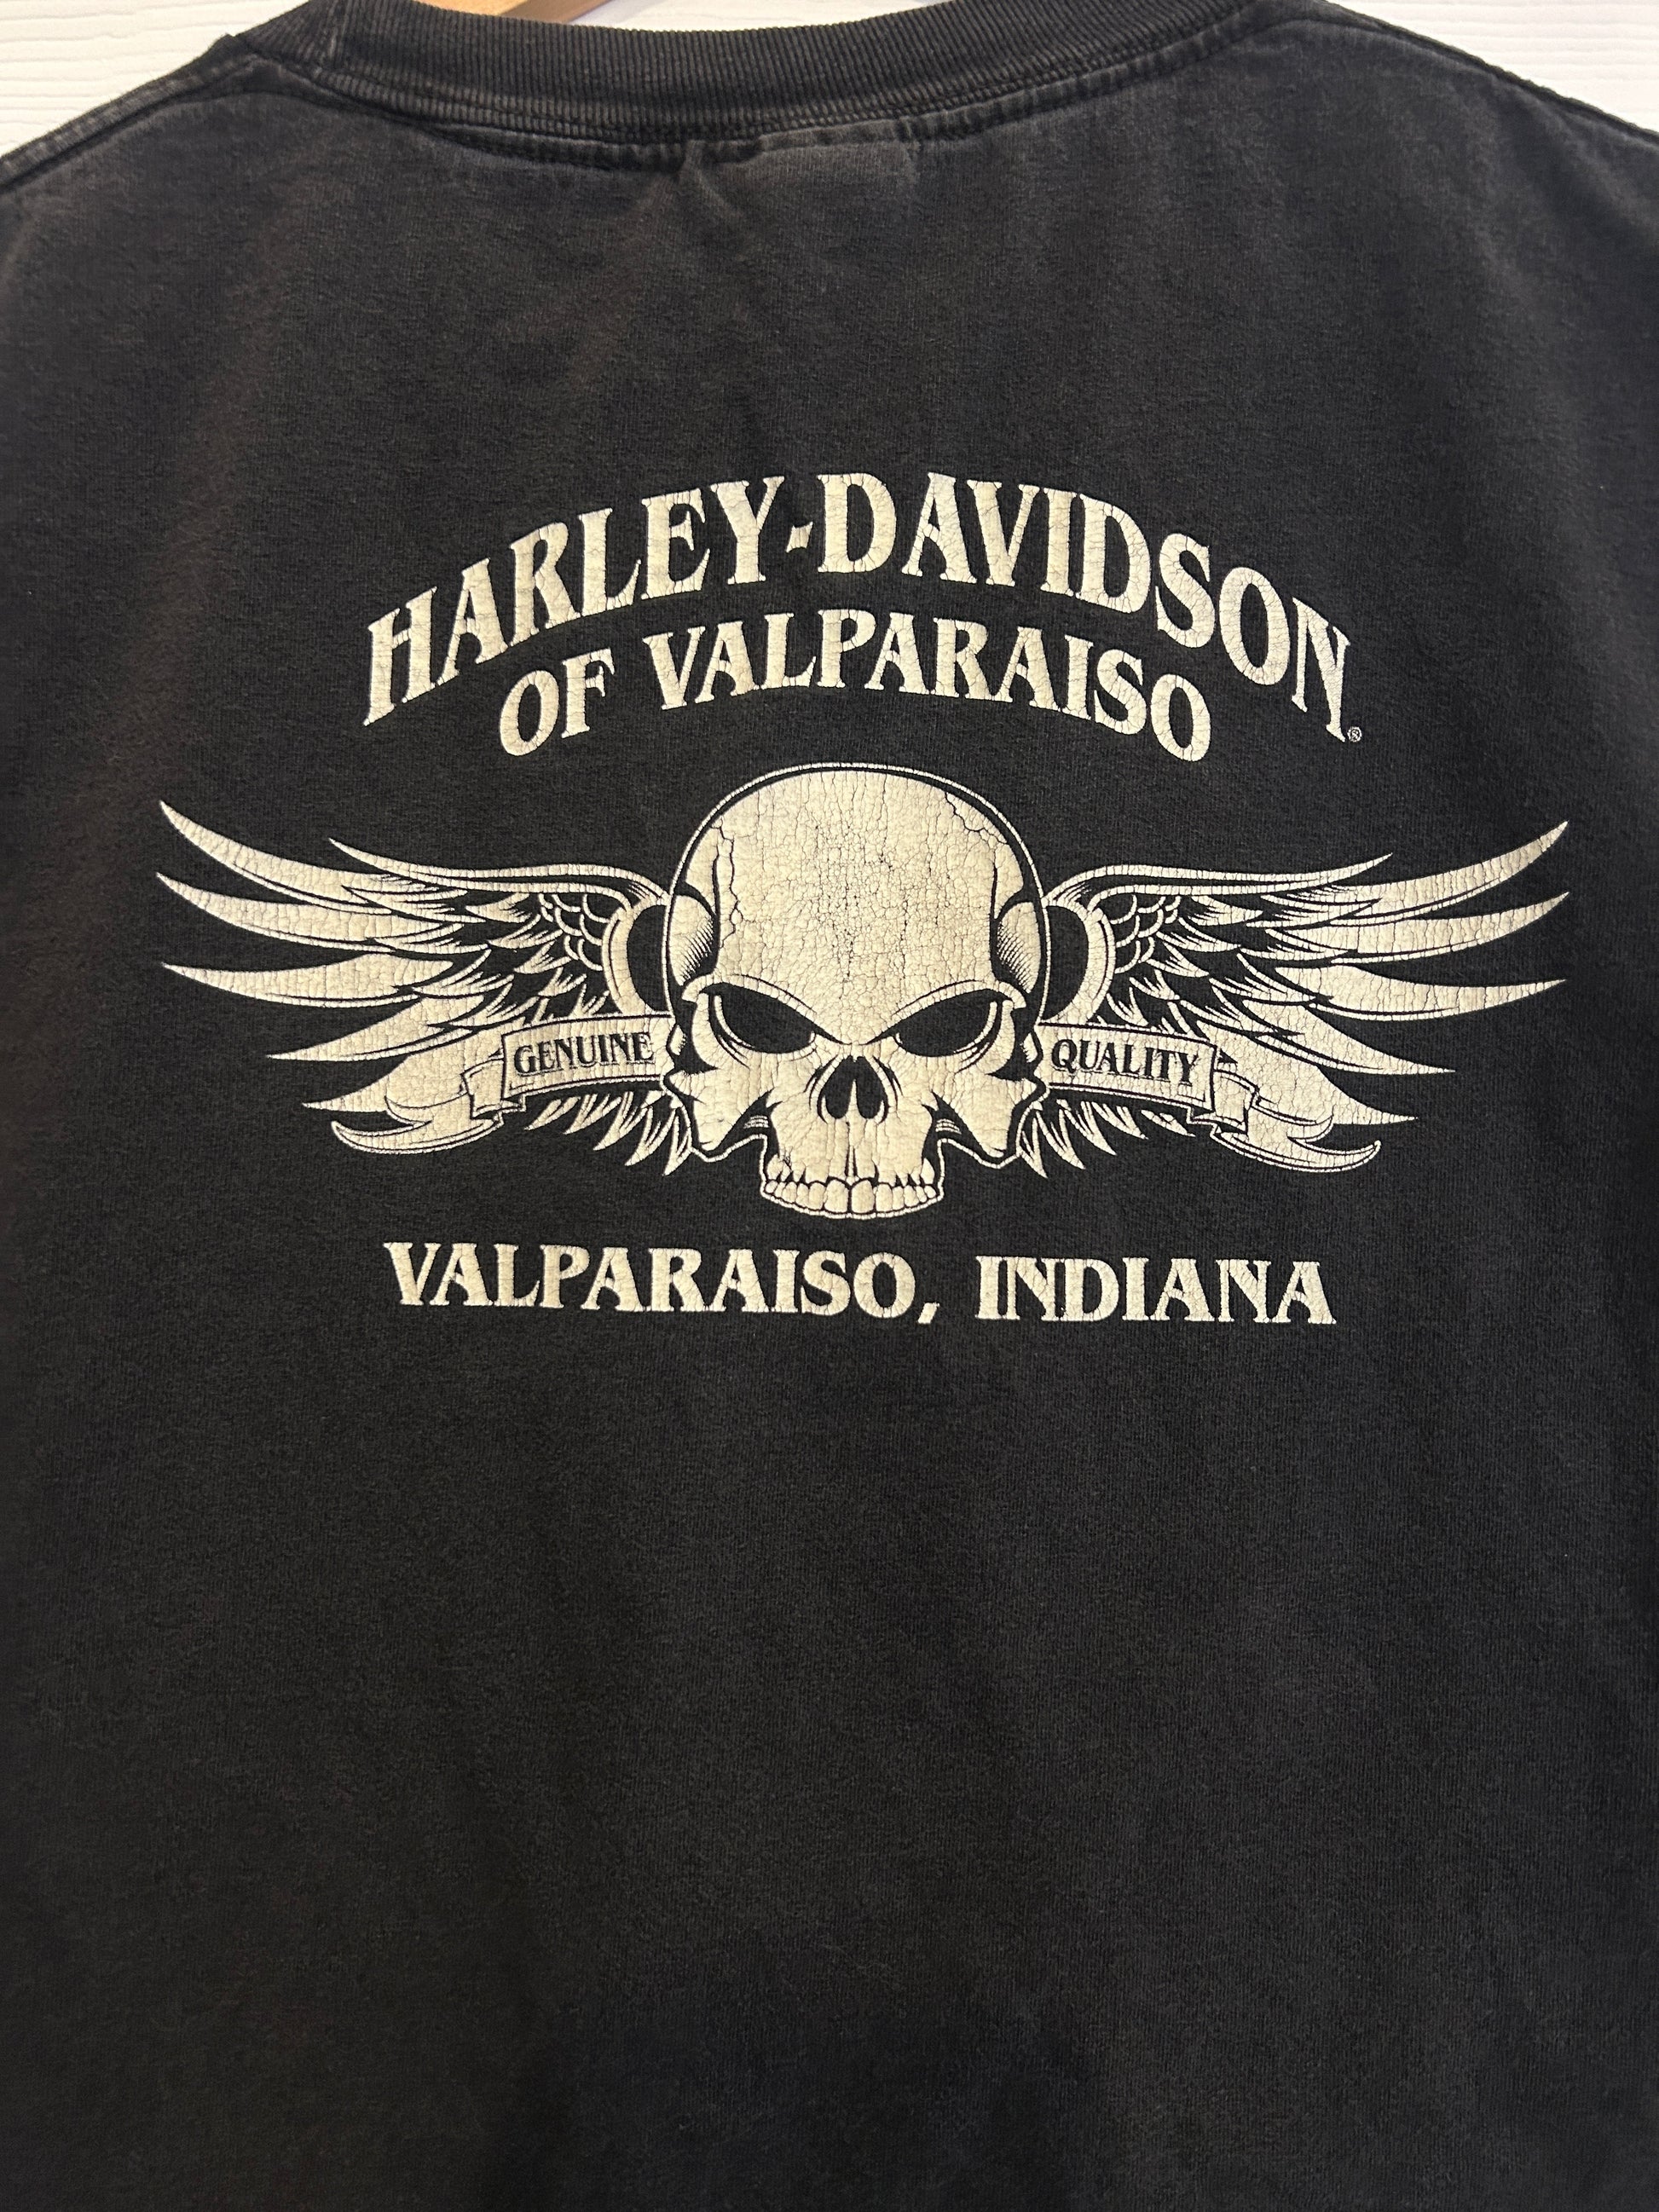 HARLEY-DAVIDSON®
OF VALPARAISO
GENUINE QUALITY
VALPARAISO, INDIANA